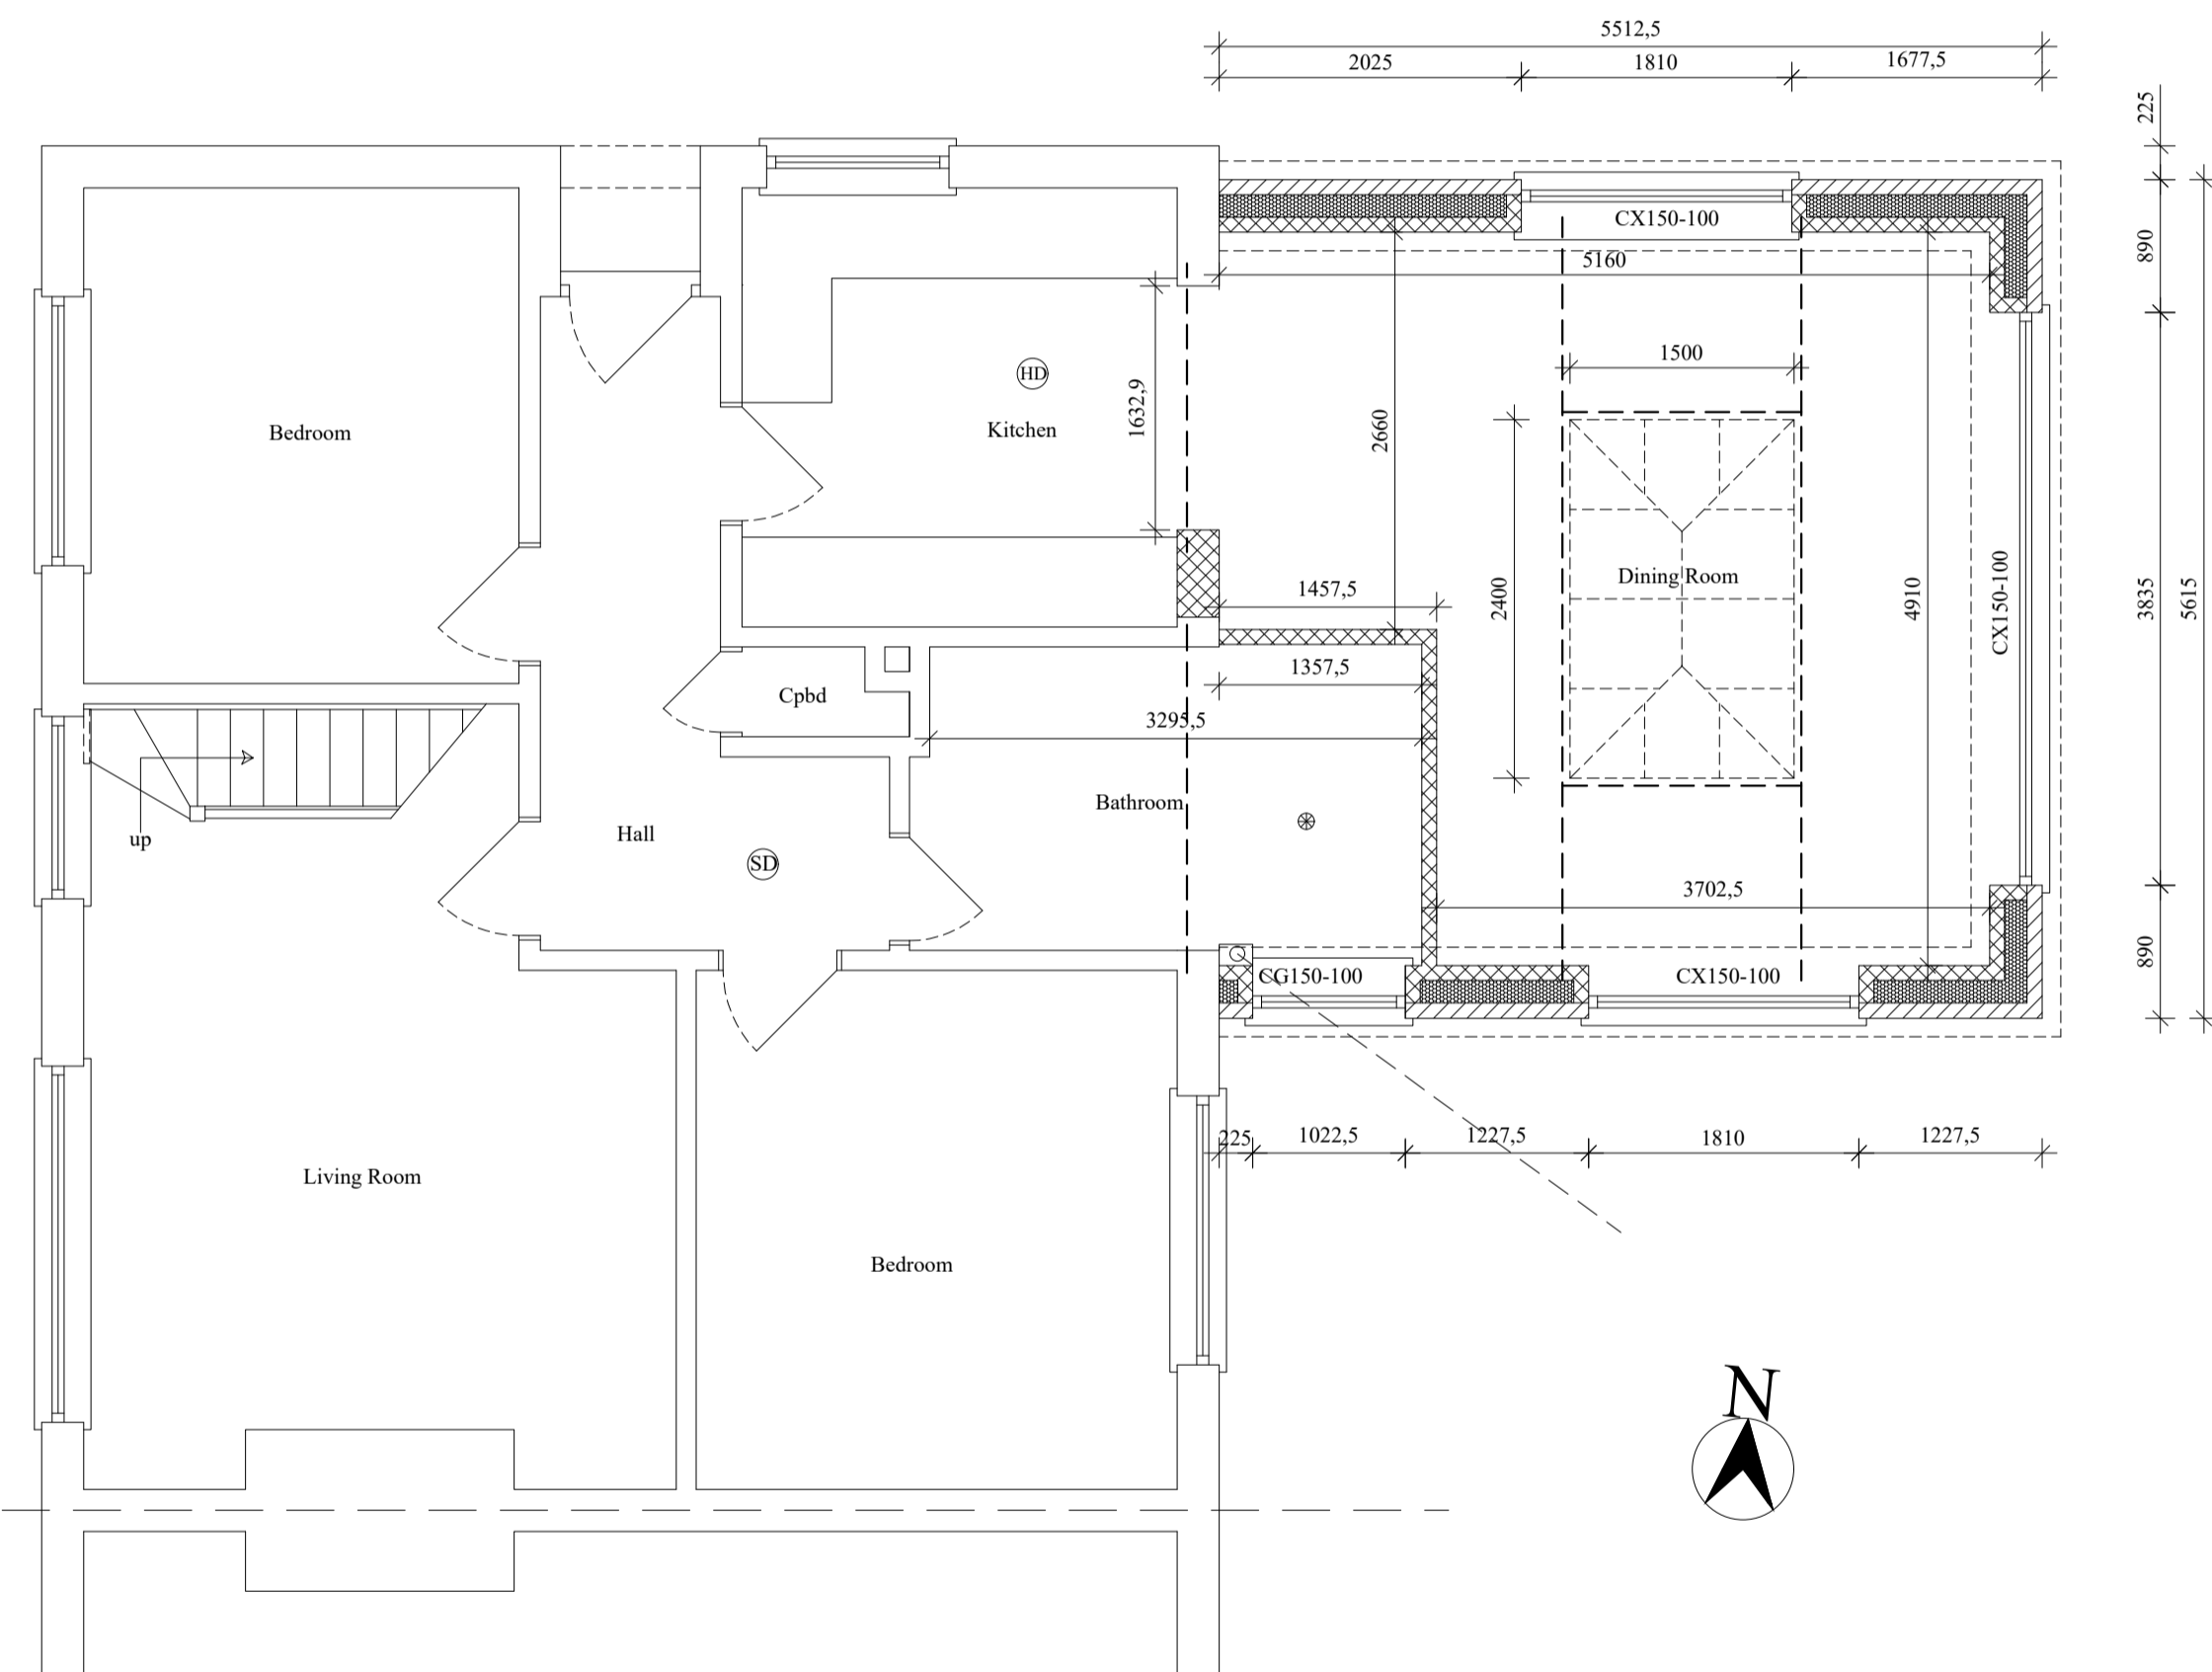 5512,5
2025
1810
1677,5
225
CX150-100
890
5160
1500
HD
Kitchen
Bedroom
1632,9
2660
Dining Room
2400
4910
CX150-100
3835
5615
1457,5
1357,5
Cpbd
3295,5
Bathroom
up
Hall
SD
3702,5
890
CG150-100
CX150-100
225
1022,5
1227,5
1810
1227,5
Living Room
Bedroom
N